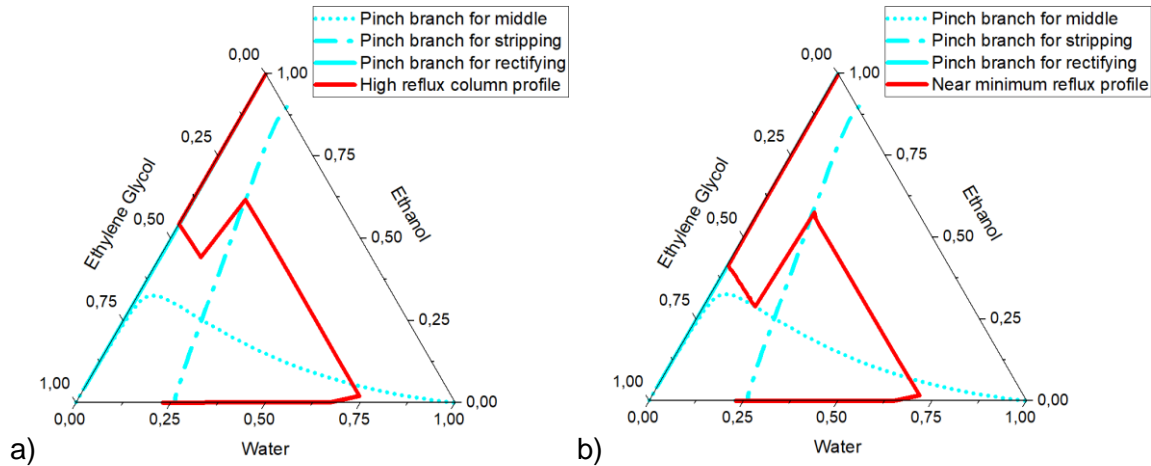 Pinch branch for middle
Pinch branch for stripping
Pinch branch for rectifying
High reflux column profile
0,00
1,00
0,25
0,75
Ethylene Glycol
Ethanol
0,50
0,50
0,75
0,25
1,00
0,00
0,00
0,25
0,50
0,75
1,00
Water
a)
Pinch branch for middle
Pinch branch for stripping
Pinch branch for rectifying
Near minimum reflux profile
0,00
1,00
0,25
0,75
Ethylene Glycol
Ethanol
0,50
0,50
0,75
0,25
1,00
0,00
0,00
0,25
0,50
0,75
1,00
Water
b)